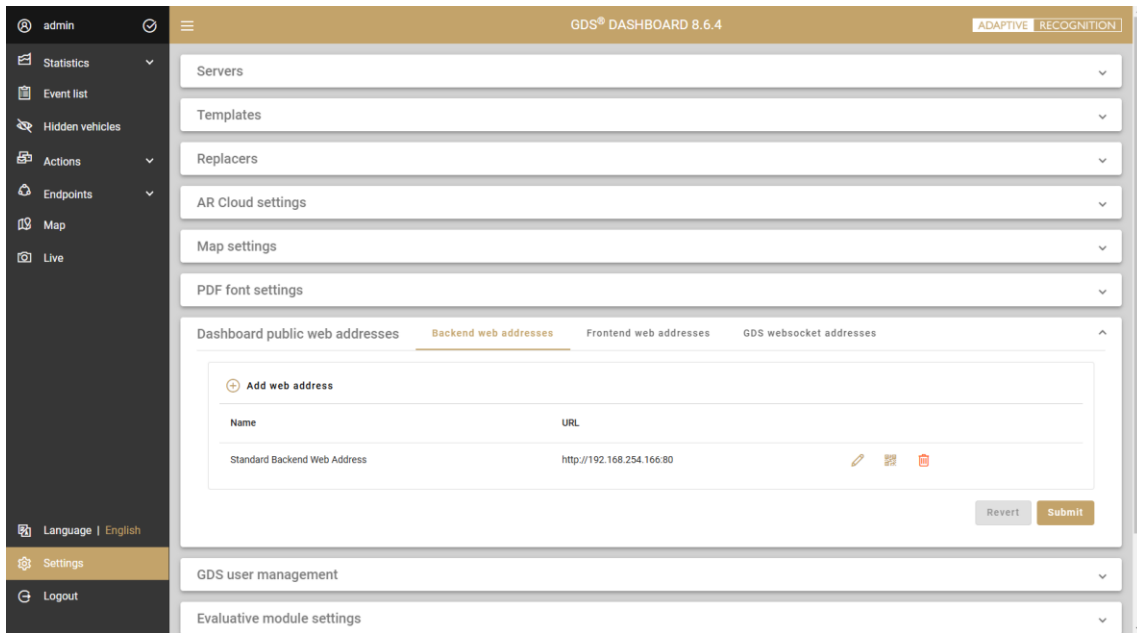 admin
GDS® DASHBOARD 8.6.4
ADAPTIVE RECOGNITION
Statistics
Event list
Hidden vehicles
Actions
Endpoints
Map
Live
Language | English
Settings
Logout
Servers
Templates
Replacers
AR Cloud settings
Map settings
PDF font settings
Dashboard public web addresses Backend web addresses Frontend web addresses GDS websocket addresses
Add web address
Name URL
Standard Backend Web Address http://192.168.254.166:80
Revert Submit
GDS user management
Evaluative module settings